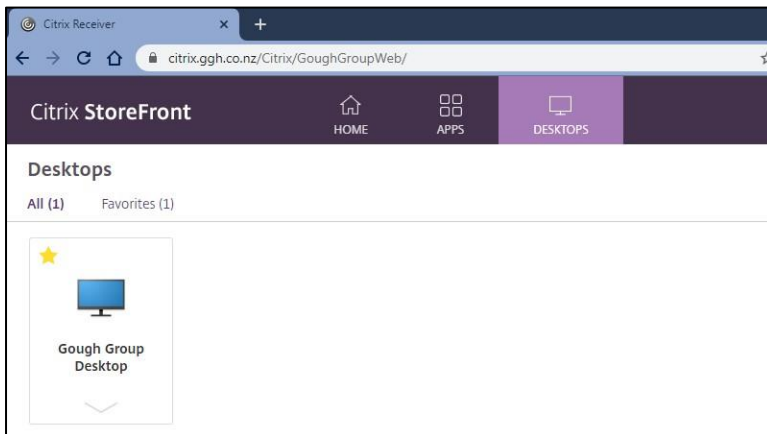 Citrix Receiver
citrix.ggh.co.nz/Citrix/GoughGroupWeb/
Citrix StoreFront
HOME
APPS
DESKTOPS
Desktops
All (1) Favorites (1)
Gough Group
Desktop